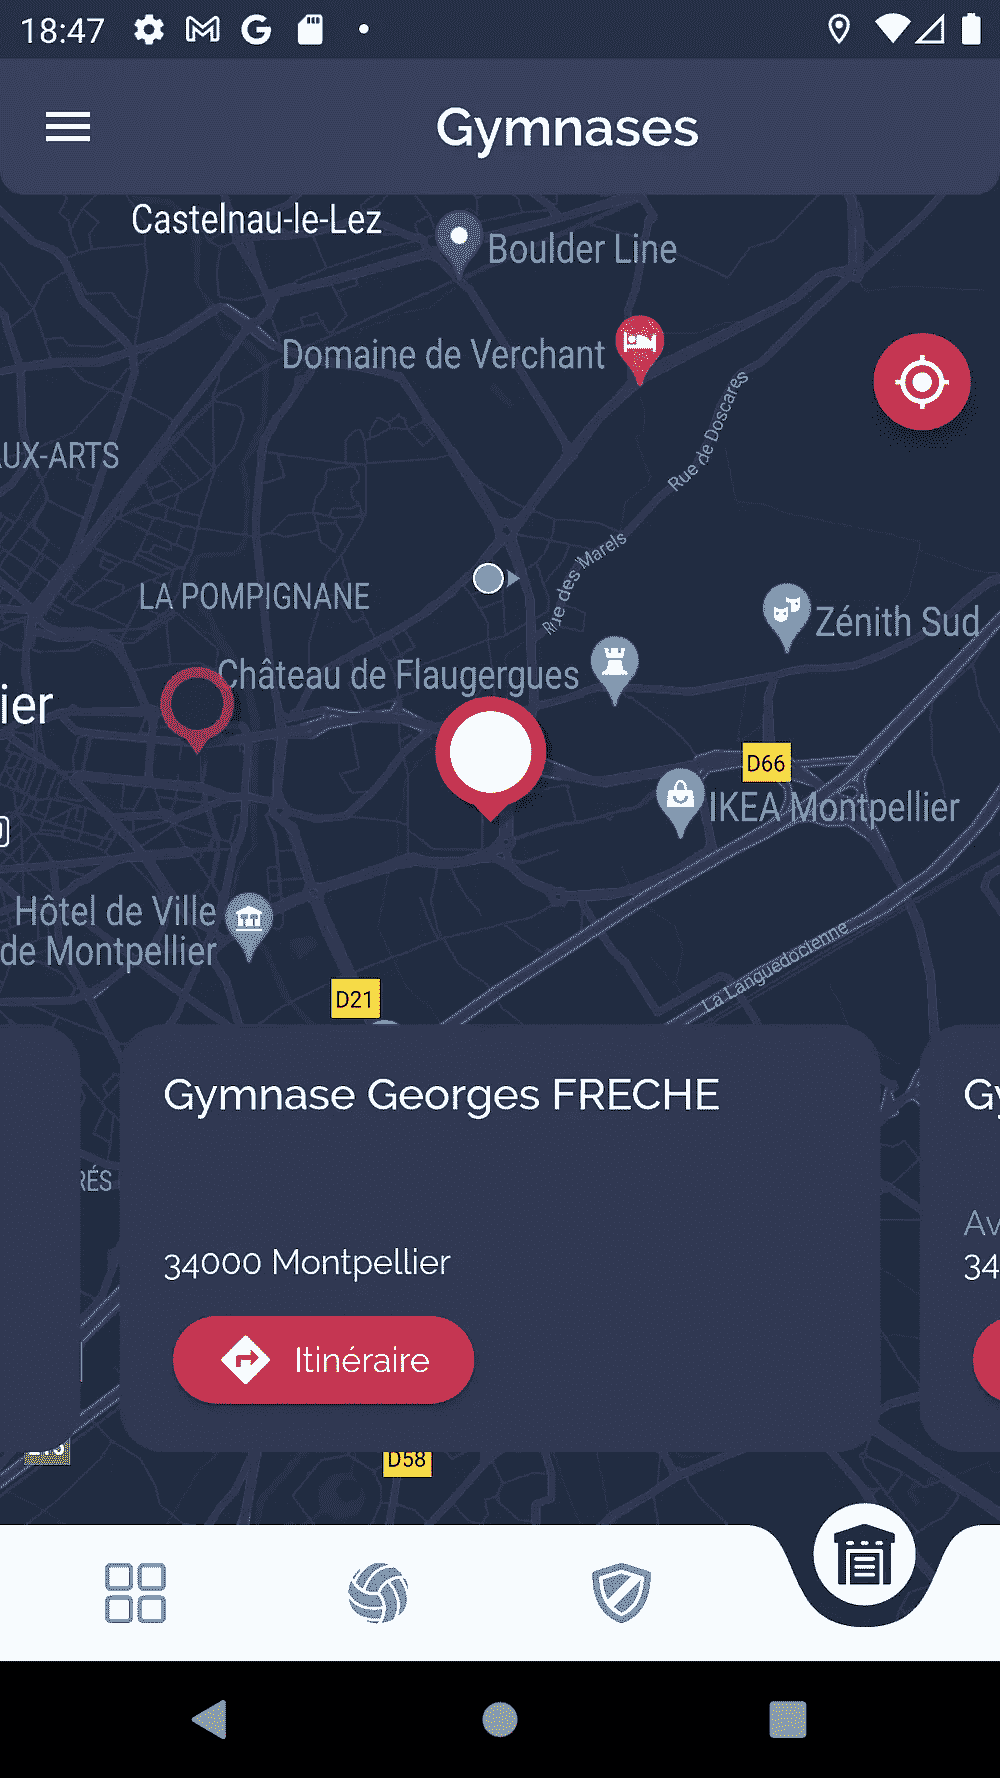 18:47
Gymnases
Castelnau-le-Lez
Boulder Line
Domaine de Verchant
Rue de Doscares
UX-ARTS
Rue des Marels
LA POMPIGNANE
Zénith Sud
Château de Flaugergues
ier
D66
IKEA Montpellier
Hôtel de Ville
de Montpellier
La Languedocienne
D21
Gymnase Georges FRECHE
Gy
RÉS
Av
34000 Montpellier
34
Itinéraire
D58